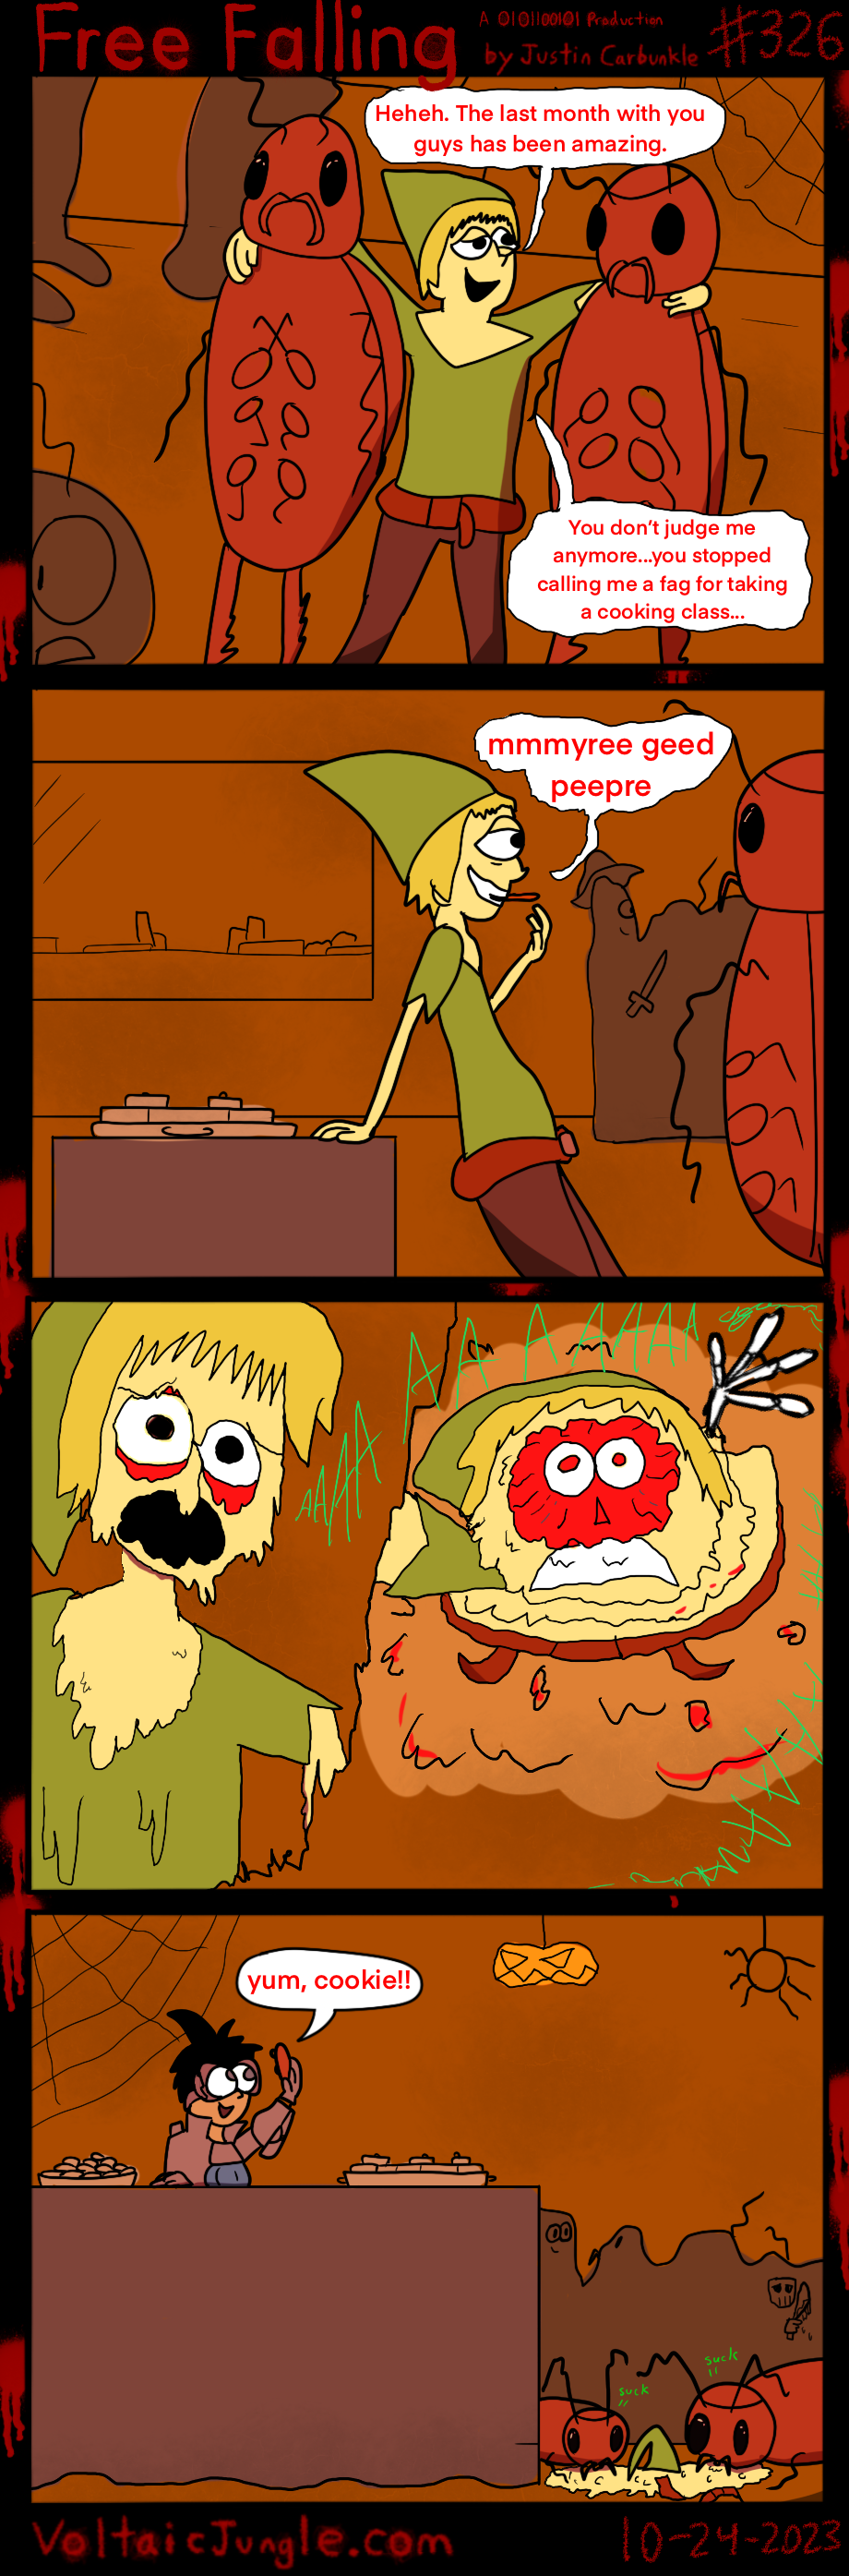 Free Falling
A 0101100101 Production
by Justin Carbunkle
#326
Heheh. The last month with you
guys has been amazing.
You don't judge me
anymore...you stopped
calling me a fag for taking
a cooking class...
mmmyree geed
peepre
AAAAA
AAAAAAAA
yum, cookie!!
suck
suck
VoltaicJungle.com
10-24-2023